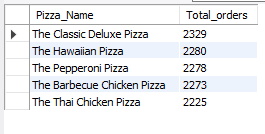 Pizza_Name Total_orders
The Classic Deluxe Pizza 2329
The Hawaiian Pizza 2280
The Pepperoni Pizza 2278
The Barbecue Chicken Pizza 2273
The Thai Chicken Pizza 2225